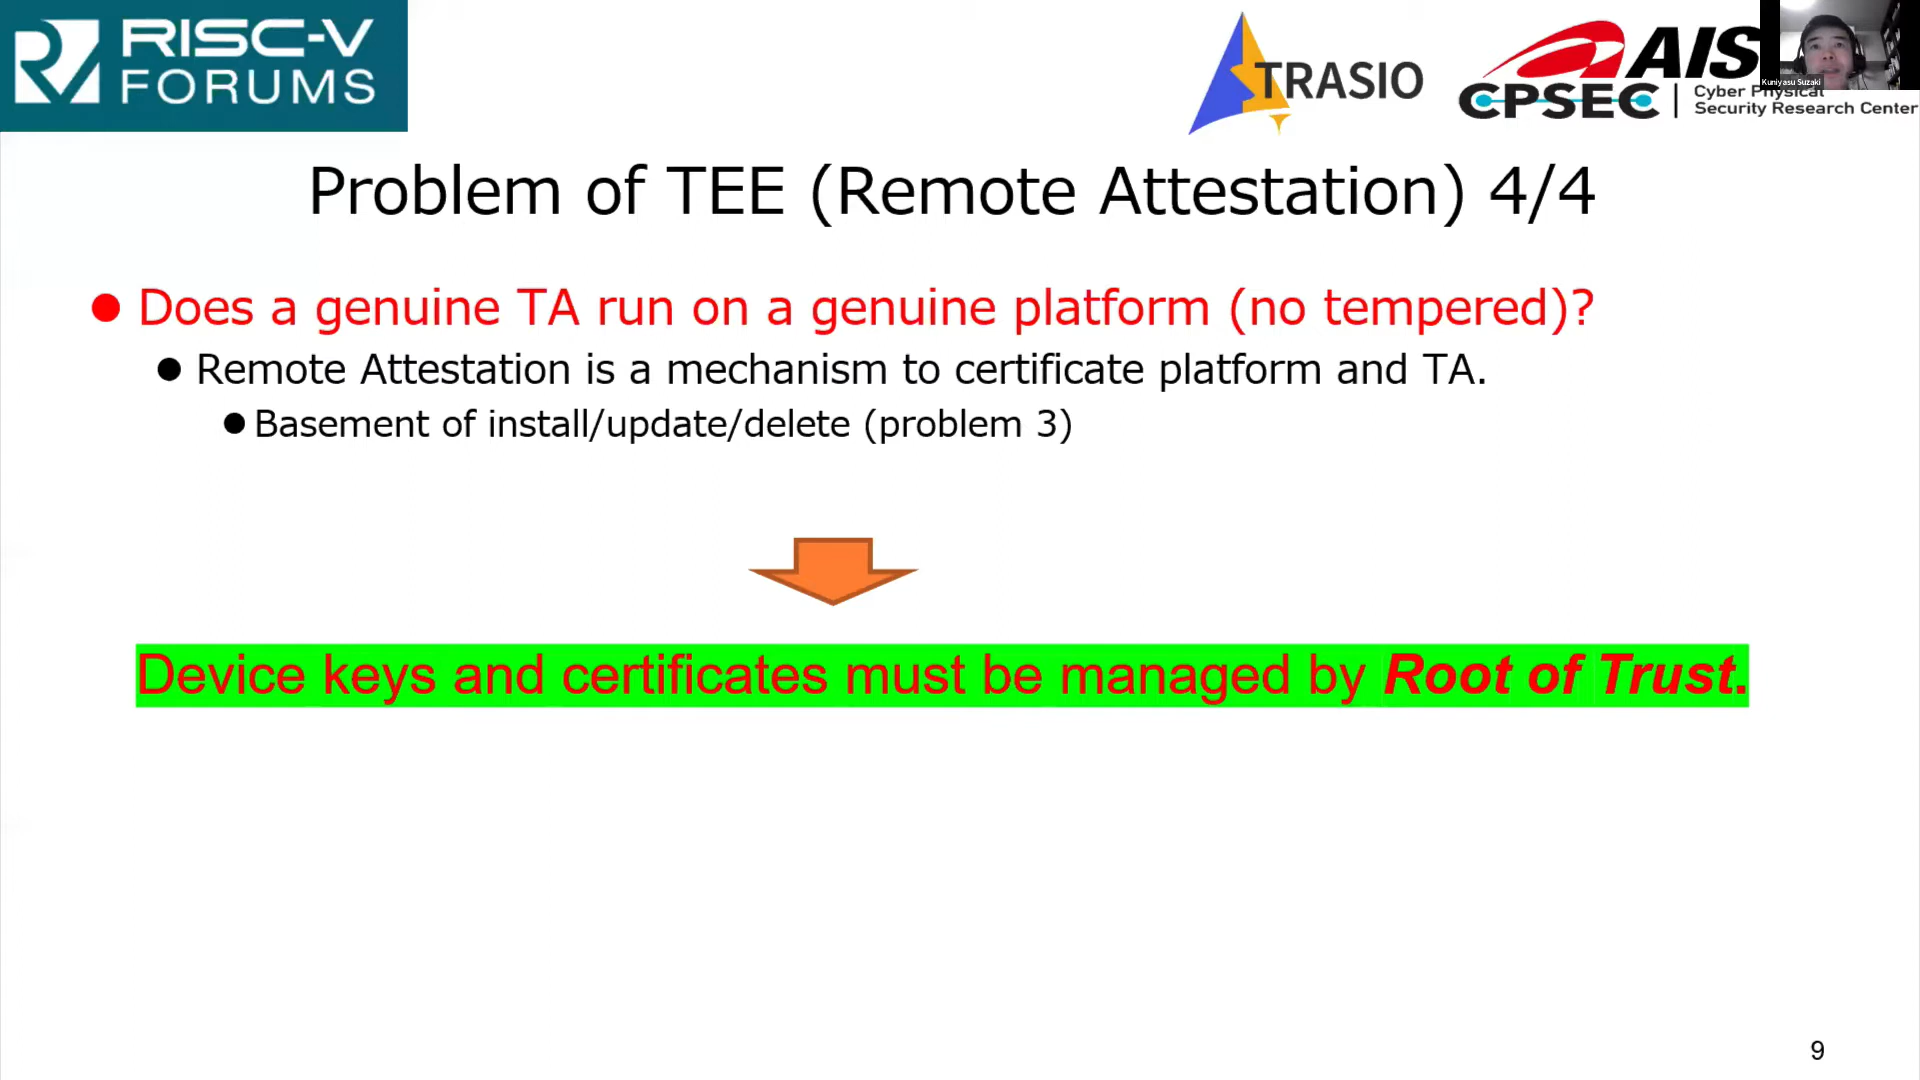 RISC-V
FORUMS
TRASIO
AIS
CPSEC
Cyber Physical
Security Research Center
Kuniyasu Suzaki
Problem of TEE (Remote Attestation) 4/4
Does a genuine TA run on a genuine platform (no tempered)?
Remote Attestation is a mechanism to certificate platform and TA.
Basement of install/update/delete (problem 3)
Device keys and certificates must be managed by Root of Trust.
9